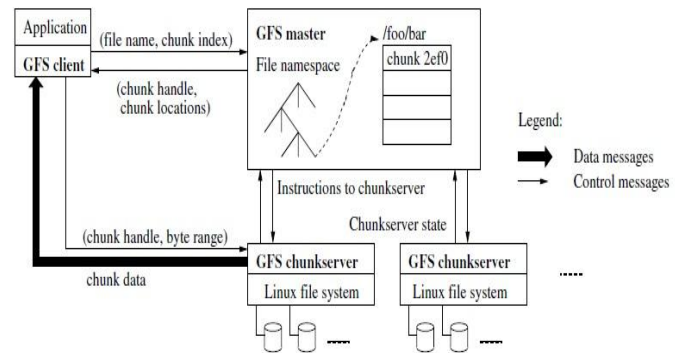 Application
GFS client
(file name, chunk index)
(chunk handle,
chunk locations)
GFS master
File namespace
/foo/bar
chunk 2ef0
Legend:
Data messages
Control messages
Instructions to chunkserver
Chunkserver state
(chunk handle, byte range)
chunk data
GFS chunkserver
Linux file system
GFS chunkserver
Linux file system